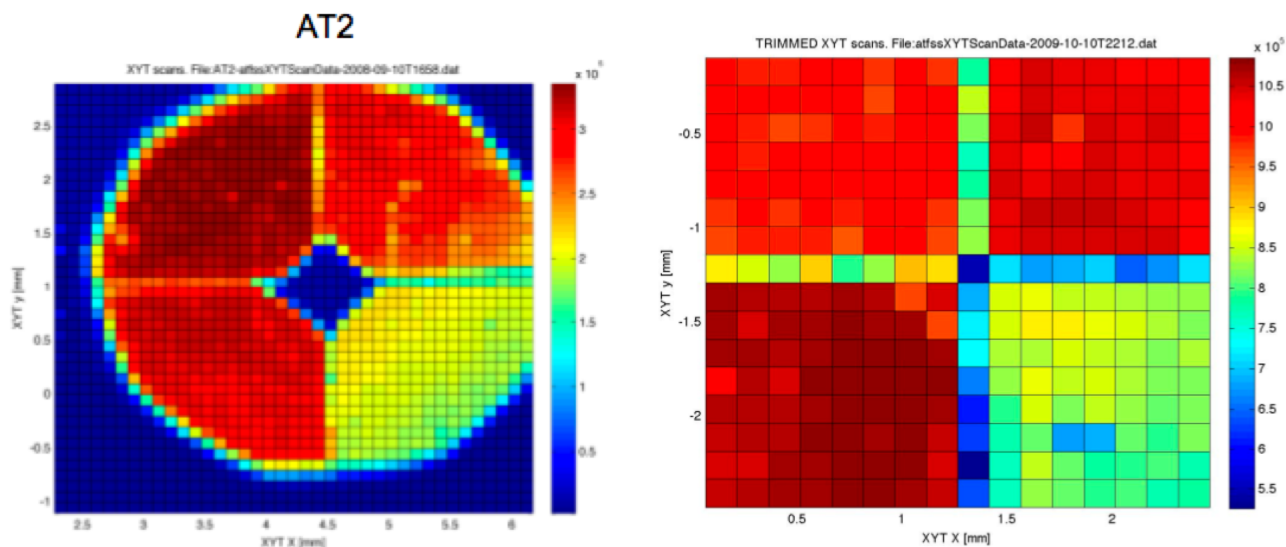 AT2
XYT scans. File:AT2-atfssXYTScanData-2008-09-10T1658.dat
x 10
XYT y [mm]
2.5
2
1.5
1
0.5
0
-0.5
-1
2.5 3 3.5 4 4.5 5 5.5 6
XYT X [mm]
3
2.5
2
1.5
1
0.5
TRIMMED XYT scans. File:atfssXYTScanData-2009-10-10T2212.dat
x 10⁵
XYT y [mm]
-0.5
-1
-1.5
-2
0.5 1 1.5 2
XYT X [mm]
10.5
10
9.5
9
8.5
8
7.5
7
6.5
6
5.5